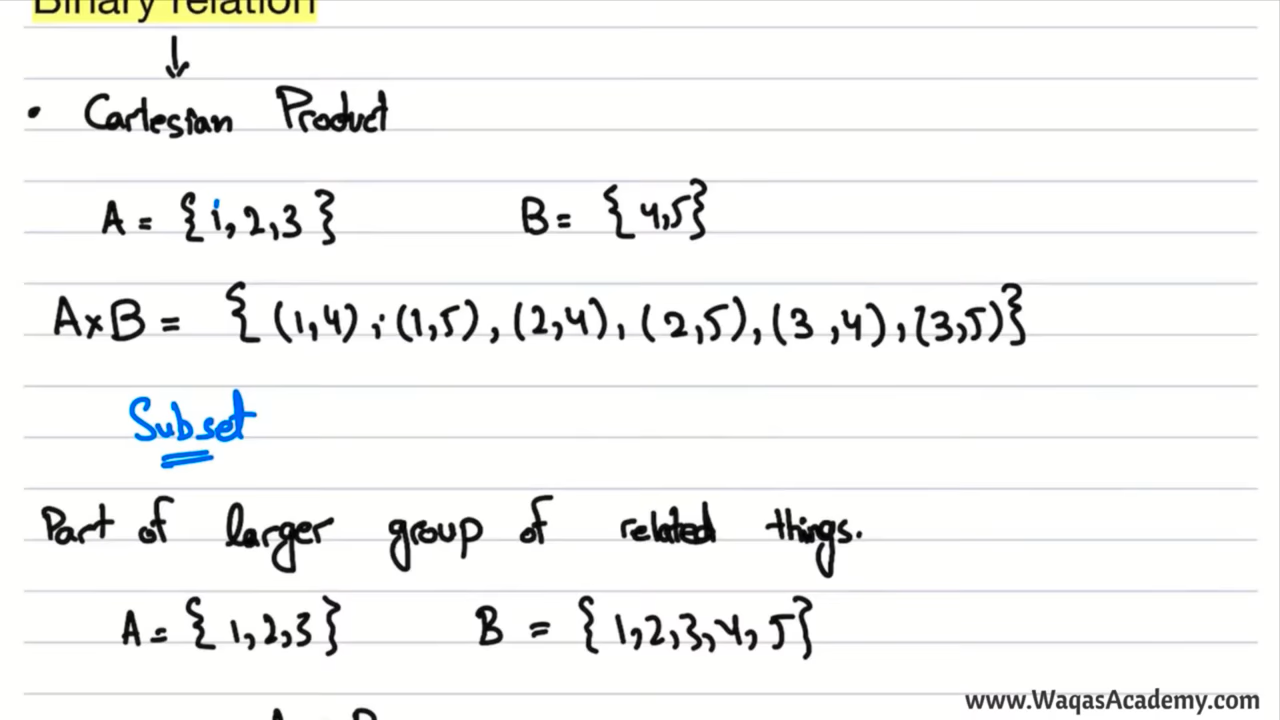 Binary relation
↓
• Cartesian Product
A = {1, 2, 3} B = {4,5}
A×B = {(1,4), (1,5), (2,4), (2,5), (3,4), (3,5)}
Subset
Part of larger group of related things.
A = {1,2,3} B = {1,2,3,4,5}
www.WaqasAcademy.com